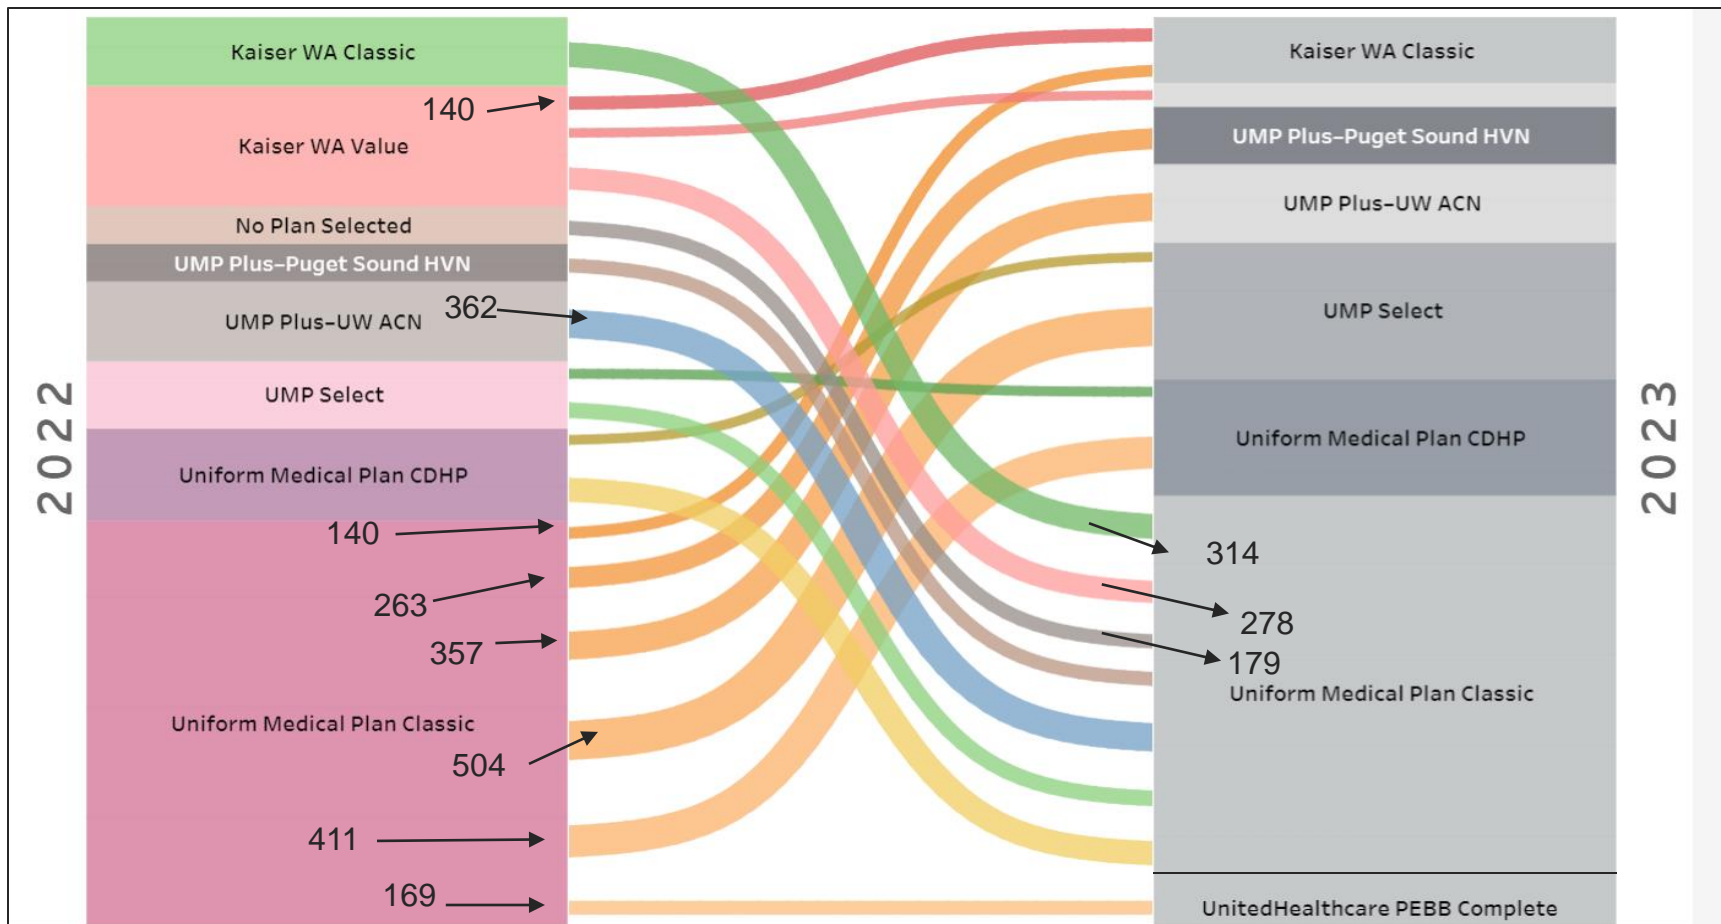 2022
Kaiser WA Classic
140
Kaiser WA Value
No Plan Selected
UMP Plus–Puget Sound HVN
UMP Plus–UW ACN
362
UMP Select
Uniform Medical Plan CDHP
140
263
357
Uniform Medical Plan Classic
504
411
169
Kaiser WA Classic
UMP Plus–Puget Sound HVN
UMP Plus–UW ACN
UMP Select
Uniform Medical Plan CDHP
314
278
179
Uniform Medical Plan Classic
UnitedHealthcare PEBB Complete
2023